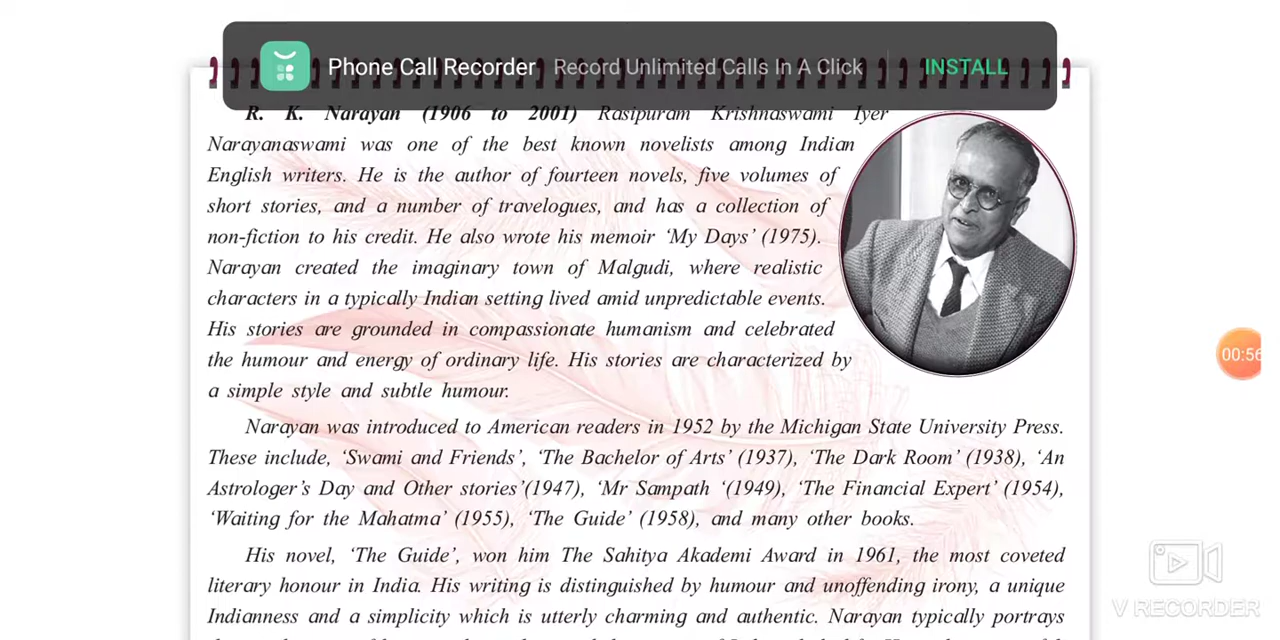 Phone Call Recorder Record Unlimited Calls In A Click INSTALL
R. K. Narayan (1906 to 2001) Rasipuram Krishnaswami Iyer
Narayanaswami was one of the best known novelists among Indian
English writers. He is the author of fourteen novels, five volumes of
short stories, and a number of travelogues, and has a collection of
non-fiction to his credit. He also wrote his memoir ‘My Days’ (1975).
Narayan created the imaginary town of Malgudi, where realistic
characters in a typically Indian setting lived amid unpredictable events.
His stories are grounded in compassionate humanism and celebrated
the humour and energy of ordinary life. His stories are characterized by
a simple style and subtle humour.
00:56
Narayan was introduced to American readers in 1952 by the Michigan State University Press.
These include, ‘Swami and Friends’, ‘The Bachelor of Arts’ (1937), ‘The Dark Room’ (1938), ‘An
Astrologer’s Day and Other stories’(1947), ‘Mr Sampath ‘(1949), ‘The Financial Expert’ (1954),
‘Waiting for the Mahatma’ (1955), ‘The Guide’ (1958), and many other books.
His novel, ‘The Guide’, won him The Sahitya Akademi Award in 1961, the most coveted
literary honour in India. His writing is distinguished by humour and unoffending irony, a unique
Indianness and a simplicity which is utterly charming and authentic. Narayan typically portrays
V RECORDER